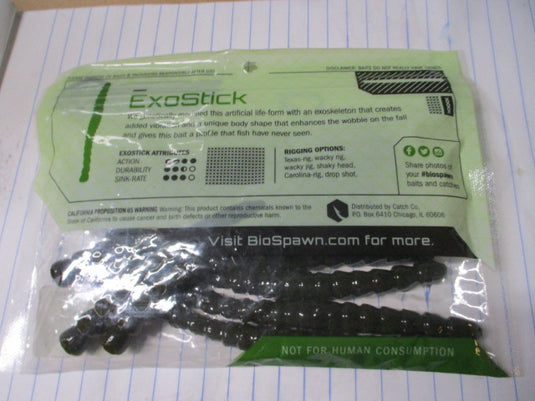 DISCLAIMER: BAITS DO NOT REALLY HAVE
EXOSTICK
this artificial life-form with an exoskeleton that creates
added and a unique body shape that enhances the wobble on the fall
and gives this bait a that fish have never seen.
EXOSTICK ATTRIBUTES
ACTION
DURABILITY
SINK-RATE
RIGGING OPTIONS:
Texas-rig, wacky rig,
wacky jig, shaky head,
Carolina-rig, drop shot.
Share photos of
your #biospawn
baits and catches
CALIFORNIA PROPOSITION 65 WARNING Warning: This product contains chemicals known to the
State of California to cause cancer and birth defects or other reproductive harm.
Distributed by Catch Co.
P.O. Box 6410 Chicago, IL 60606
VISIT BIOSPAWN.COM FOR MORE.
NOT FOR HUMAN CONSUMPTION